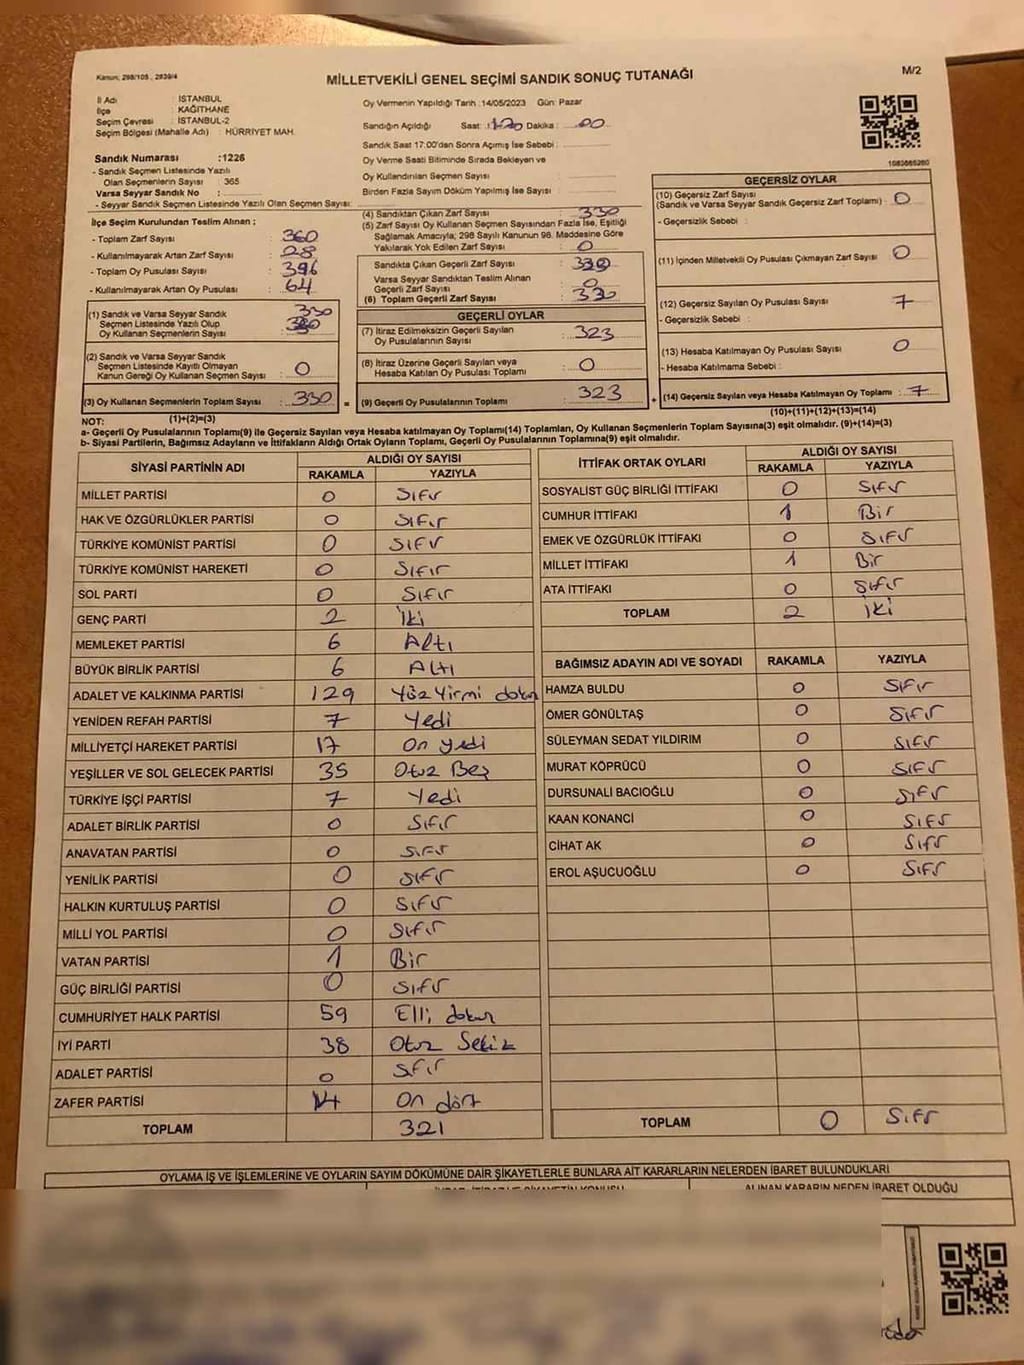 Kanun; 298/105 , 2839/4
MİLLETVEKİLİ GENEL SEÇİMİ SANDIK SONUÇ TUTANAĞI
M/2
İl Adı : İSTANBUL
İlçe : KAĞITHANE
Seçim Çevresi : İSTANBUL-2
Seçim Bölgesi (Mahalle Adı) : HÜRRİYET MAH.
Sandık Numarası :1226
- Sandık Seçmen Listesinde Yazılı
Olan Seçmenlerin Sayısı : 365
Varsa Seyyar Sandık No :
- Seyyar Sandık Seçmen Listesinde Yazılı Olan Seçmen Sayısı:
Oy Vermenin Yapıldığı Tarih :14/05/2023 Gün: Pazar
Sandığın Açıldığı Saat: Dakika : 00
Sandık Saat 17:00'den Sonra Açımış İse Sebebi :
Oy Verme Saati Bitiminde Sırada Bekleyen ve
Oy Kullandırılan Seçmen Sayısı :
Birden Fazla Sayım Döküm Yapılmış İse Sayısı :
1083865260
İlçe Seçim Kurulundan Teslim Alınan ;
- Toplam Zarf Sayısı : 360
- Kullanılmayarak Artan Zarf Sayısı : 28
- Toplam Oy Pusulası Sayısı : 396
- Kullanılmayarak Artan Oy Pusulası : 64
(1) Sandık ve Varsa Seyyar Sandık 330
Seçmen Listesinde Yazılı Olup
Oy Kullanan Seçmenlerin Sayısı :
(2) Sandık ve Varsa Seyyar Sandık
Seçmen Listesinde Kayıtlı Olmayan
Kanun Gereği Oy Kullanan Seçmen Sayısı : 0
(3) Oy Kullanan Seçmenlerin Toplam Sayısı : 330
(1)+(2)=(3)
(4) Sandıktan Çıkan Zarf Sayısı : 330
(5) Zarf Sayısı Oy Kullanan Seçmen Sayısından Fazla İse, Eşitliği
Sağlamak Amacıyla; 298 Sayılı Kanunun 98. Maddesine Göre
Yakılarak Yok Edilen Zarf Sayısı : 0
Sandıkta Çıkan Geçerli Zarf Sayısı : 330
Varsa Seyyar Sandıktan Teslim Alınan
Geçerli Zarf Sayısı : 0
(6) Toplam Geçerli Zarf Sayısı : 330
GEÇERLİ OYLAR
(7) İtiraz Edilmeksizin Geçerli Sayılan
Oy Pusulalarının Sayısı : 323
(8) İtiraz Üzerine Geçerli Sayılan veya
Hesaba Katılan Oy Pusulası Toplamı : 0
= (9) Geçerli Oy Pusulalarının Toplamı : 323
GEÇERSİZ OYLAR
(10) Geçersiz Zarf Sayısı
(Sandık ve Varsa Seyyar Sandık Geçersiz Zarf Toplamı) : 0
- Geçersizlik Sebebi :
(11) İçinden Milletvekili Oy Pusulası Çıkmayan Zarf Sayısı : 0
(12) Geçersiz Sayılan Oy Pusulası Sayısı : 7
- Geçersizlik Sebebi :
(13) Hesaba Katılmayan Oy Pusulası Sayısı : 0
- Hesaba Katılmama Sebebi :
+ (14) Geçersiz Sayılan veya Hesaba Katılmayan Oy Toplamı : 7
(10)+(11)+(12)+(13)=(14)
NOT:
a- Geçerli Oy Pusulalarının Toplamı(9) ile Geçersiz Sayılan veya Hesaba katılmayan Oy Toplamı(14) Toplamları, Oy Kullanan Seçmenlerin Toplam Sayısına(3) eşit olmalıdır. (9)+(14)=(3)
b- Siyasi Partilerin, Bağımsız Adayların ve İttifakların Aldığı Ortak Oyların Toplamı, Geçerli Oy Pusulalarının Toplamına(9) eşit olmalıdır.
SİYASİ PARTİNİN ADI
ALDIĞI OY SAYISI
RAKAMLA YAZIYLA
MİLLET PARTİSİ 0 Sıfır
HAK VE ÖZGÜRLÜKLER PARTİSİ 0 Sıfır
TÜRKİYE KOMÜNİST PARTİSİ 0 Sıfır
TÜRKİYE KOMÜNİST HAREKETİ 0 Sıfır
SOL PARTİ 0 Sıfır
GENÇ PARTİ 2 İki
MEMLEKET PARTİSİ 6 Altı
BÜYÜK BİRLİK PARTİSİ 6 Altı
ADALET VE KALKINMA PARTİSİ 129 Yüz Yirmi dokuz
YENİDEN REFAH PARTİSİ 7 Yedi
MİLLİYETÇİ HAREKET PARTİSİ 17 On yedi
YEŞİLLER VE SOL GELECEK PARTİSİ 35 Otuz Beş
TÜRKİYE İŞÇİ PARTİSİ 7 Yedi
ADALET BİRLİK PARTİSİ 0 Sıfır
ANAVATAN PARTİSİ 0 Sıfır
YENİLİK PARTİSİ 0 Sıfır
HALKIN KURTULUŞ PARTİSİ 0 Sıfır
MİLLİ YOL PARTİSİ 0 Sıfır
VATAN PARTİSİ 1 Bir
GÜÇ BİRLİĞİ PARTİSİ 0 Sıfır
CUMHURİYET HALK PARTİSİ 59 Elli dokuz
İYİ PARTİ 38 Otuz Sekiz
ADALET PARTİSİ 0 Sıfır
ZAFER PARTİSİ 14 On dört
TOPLAM 321
İTTİFAK ORTAK OYLARI
ALDIĞI OY SAYISI
RAKAMLA YAZIYLA
SOSYALİST GÜÇ BİRLİĞİ İTTİFAKI 0 Sıfır
CUMHUR İTTİFAKI 1 Bir
EMEK VE ÖZGÜRLÜK İTTİFAKI 0 Sıfır
MİLLET İTTİFAKI 1 Bir
ATA İTTİFAKI 0 Sıfır
TOPLAM 2 İki
BAĞIMSIZ ADAYIN ADI VE SOYADI RAKAMLA YAZIYLA
HAMZA BULDU 0 Sıfır
ÖMER GÖNÜLTAŞ 0 Sıfır
SÜLEYMAN SEDAT YILDIRIM 0 Sıfır
MURAT KÖPRÜCÜ 0 Sıfır
DURSUNALİ BACIOĞLU 0 Sıfır
KAAN KONANCİ 0 Sıfır
CİHAT AK 0 Sıfır
EROL AŞUCUOĞLU 0 Sıfır
TOPLAM 0 Sıfır
OYLAMA İŞ VE İŞLEMLERİNE VE OYLARIN SAYIM DÖKÜMÜNE DAİR ŞİKAYETLERLE BUNLARA AİT KARARLARIN NELERDEN İBARET BULUNDUKLARI
ALINAN KARARIN NEDEN İBARET OLDUĞU